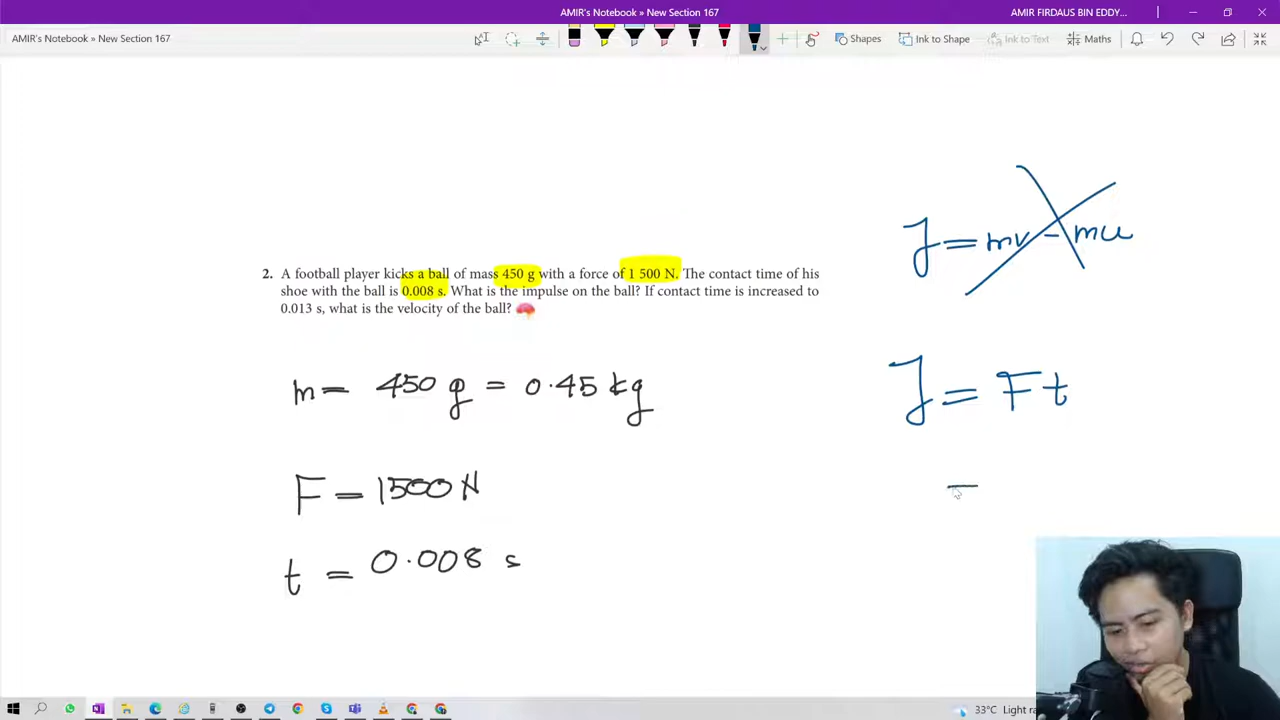 AMIR's Notebook » New Section 167
AMIR FIRDAUS BIN EDDY...
AMIR's Notebook » New Section 167
Shapes
Ink to Shape
Ink to Text
Maths
J = mv - mu
2. A football player kicks a ball of mass 450 g with a force of 1 500 N. The contact time of his
shoe with the ball is 0.008 s. What is the impulse on the ball? If contact time is increased to
0.013 s, what is the velocity of the ball?
m = 450 g = 0.45 kg
J = Ft
F = 1500 N
=
t = 0.008 s
33°C Light ra